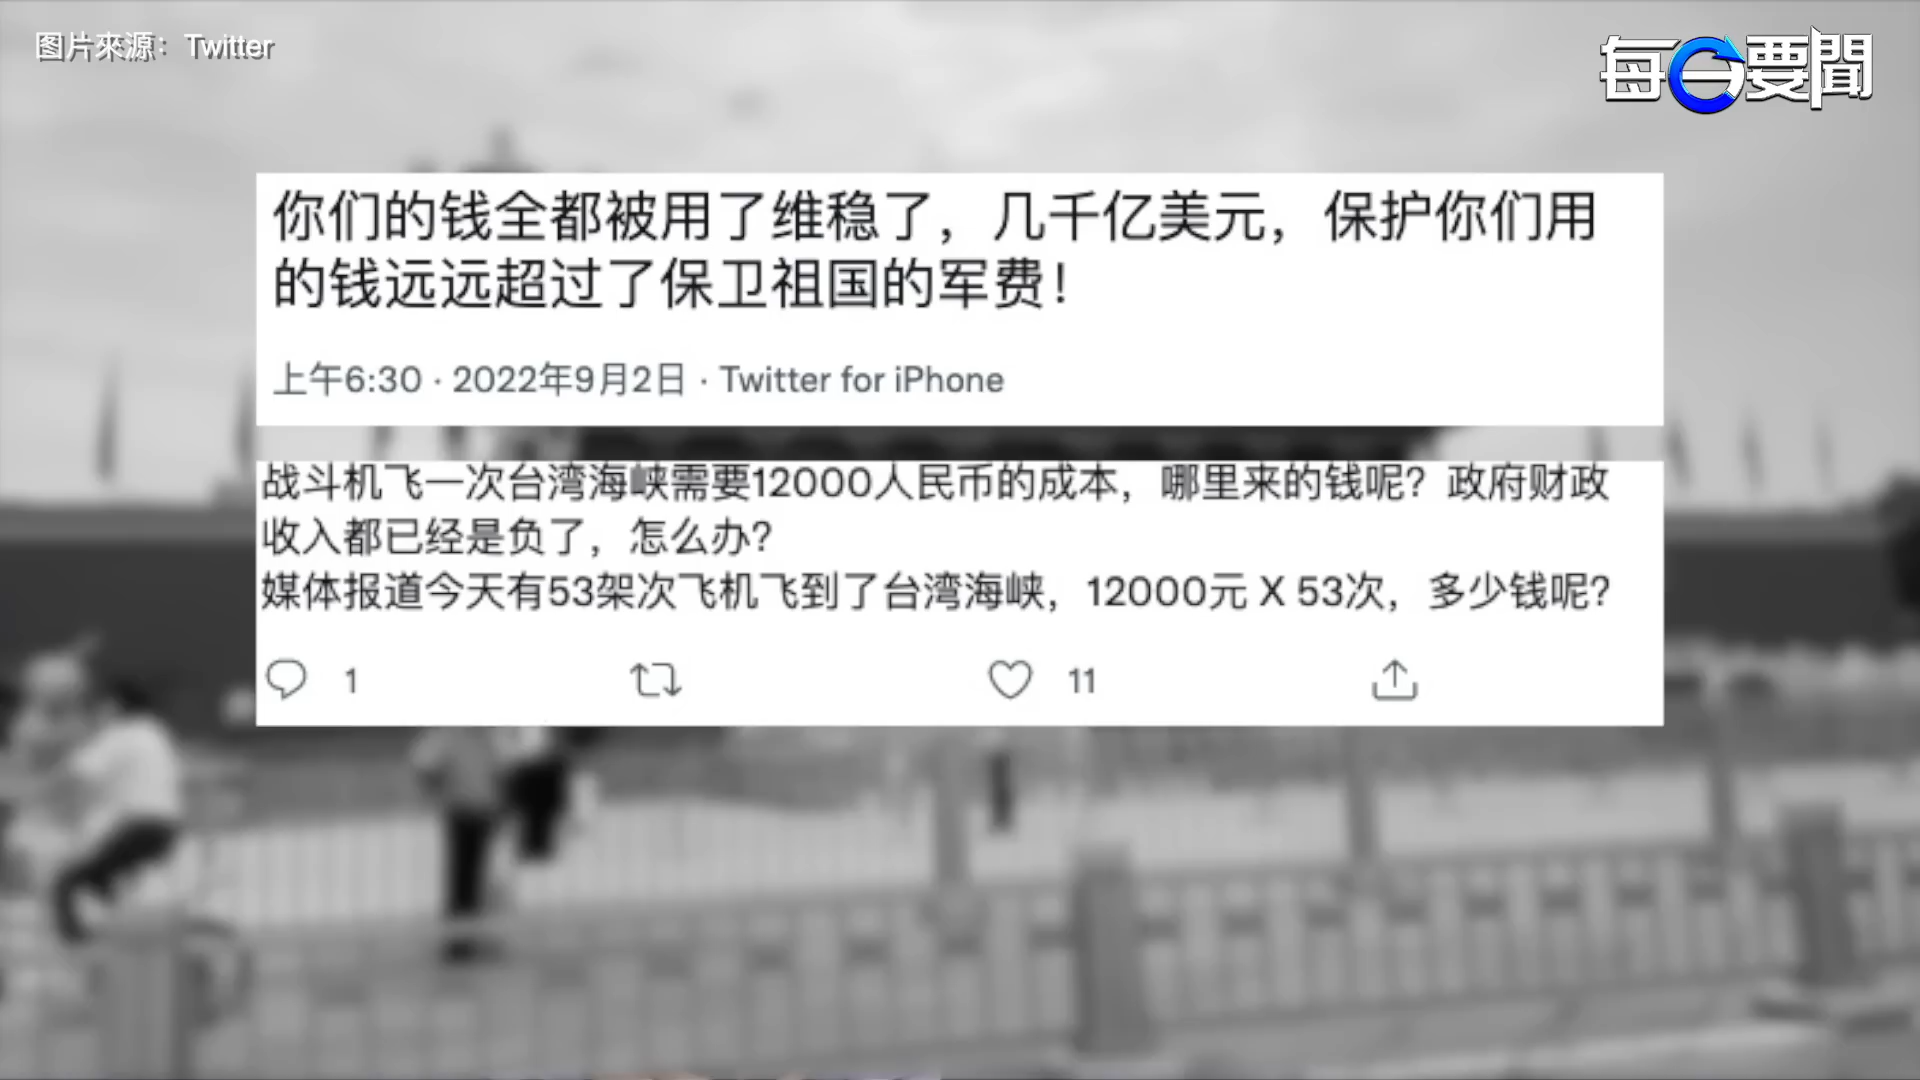 图片來源：Twitter
每日要聞
你们的钱全都被用了维稳了，几千亿美元，保护你们用
的钱远远超过了保卫祖国的军费！
上午6:30 · 2022年9月2日 · Twitter for iPhone
战斗机飞一次台湾海峡需要12000人民币的成本，哪里来的钱呢？政府财政
收入都已经是负了，怎么办？
媒体报道今天有53架次飞机飞到了台湾海峡，12000元 X 53次，多少钱呢？
1
11